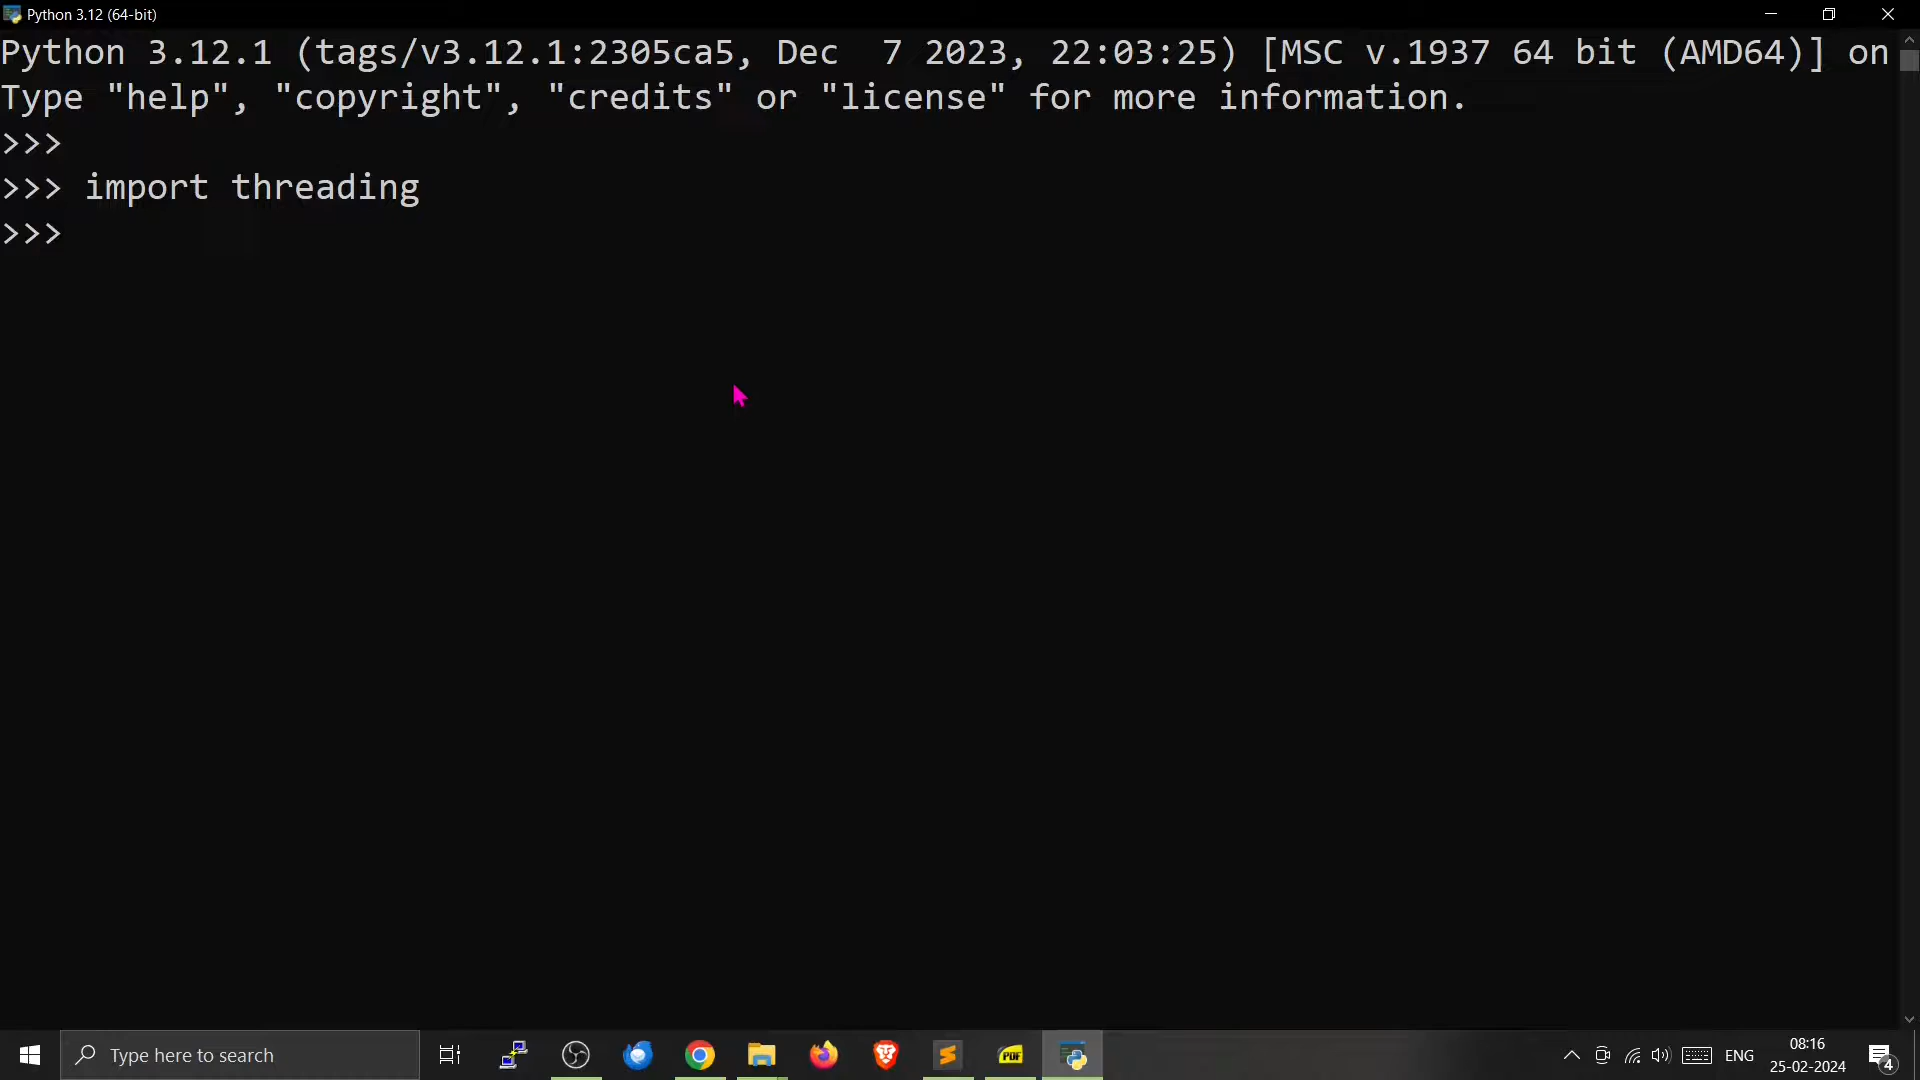 Python 3.12 (64-bit)
Python 3.12.1 (tags/v3.12.1:2305ca5, Dec  7 2023, 22:03:25) [MSC v.1937 64 bit (AMD64)] on
Type "help", "copyright", "credits" or "license" for more information.
>>>
>>> import threading
>>>
Type here to search
PDF
ENG
08:16
25-02-2024
4